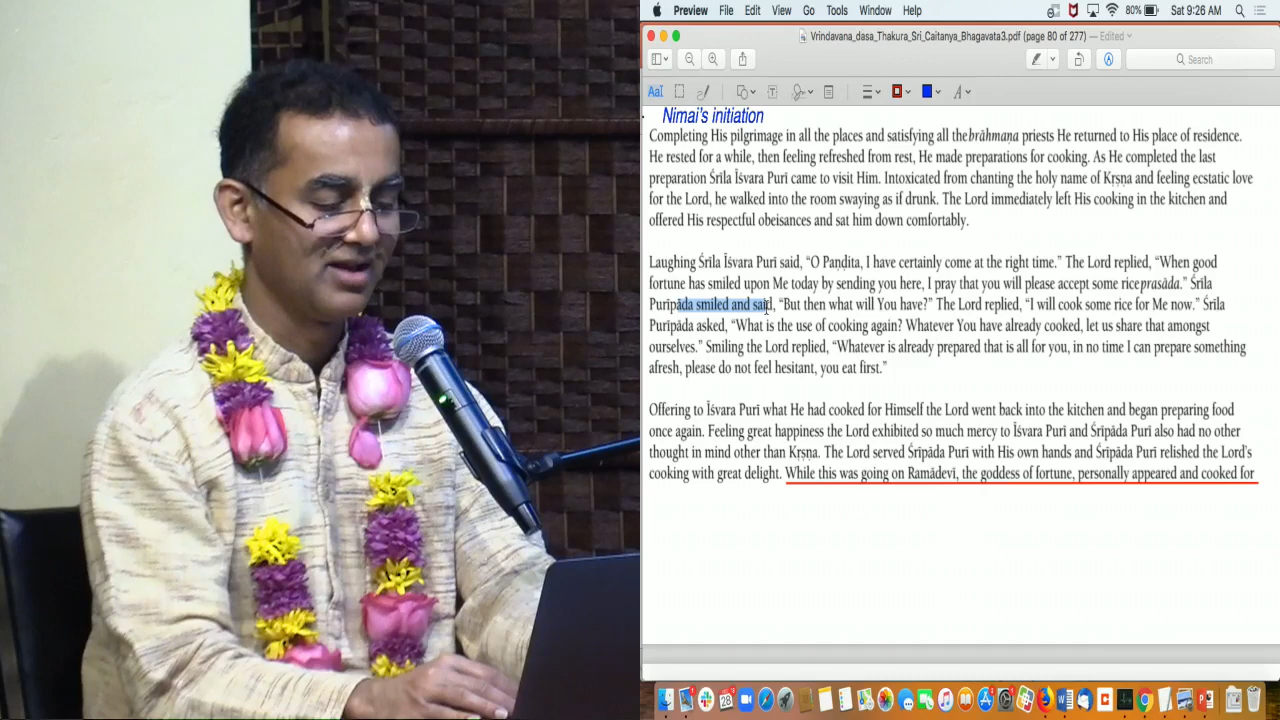 Preview File Edit View Go Tools Window Help 80% Sat 9:26 AM
Vrindavana_dasa_Thakura_Sri_Caitanya_Bhagavata3.pdf (page 80 of 277) — Edited
Search
AaI
Nimai's initiation
Completing His pilgrimage in all the places and satisfying all the brāhmaṇa priests He returned to His place of residence.
He rested for a while, then feeling refreshed from rest, He made preparations for cooking. As He completed the last
preparation Śrīla Īśvara Purī came to visit Him. Intoxicated from chanting the holy name of Kṛṣṇa and feeling ecstatic love
for the Lord, he walked into the room swaying as if drunk. The Lord immediately left His cooking in the kitchen and
offered His respectful obeisances and sat him down comfortably.
Laughing Śrīla Īśvara Purī said, “O Paṇḍita, I have certainly come at the right time.” The Lord replied, “When good
fortune has smiled upon Me today by sending you here, I pray that you will please accept some rice prasāda.” Śrīla
Purīpāda smiled and said, “But then what will You have?” The Lord replied, “I will cook some rice for Me now.” Śrīla
Purīpāda asked, “What is the use of cooking again? Whatever You have already cooked, let us share that amongst
ourselves.” Smiling the Lord replied, “Whatever is already prepared that is all for you, in no time I can prepare something
afresh, please do not feel hesitant, you eat first.”
Offering to Īśvara Purī what He had cooked for Himself the Lord went back into the kitchen and began preparing food
once again. Feeling great happiness the Lord exhibited so much mercy to Īśvara Purī and Śrīpāda Purī also had no other
thought in mind other than Kṛṣṇa. The Lord served Śrīpāda Purī with His own hands and Śrīpāda Purī relished the Lord's
cooking with great delight. While this was going on Ramādevī, the goddess of fortune, personally appeared and cooked for